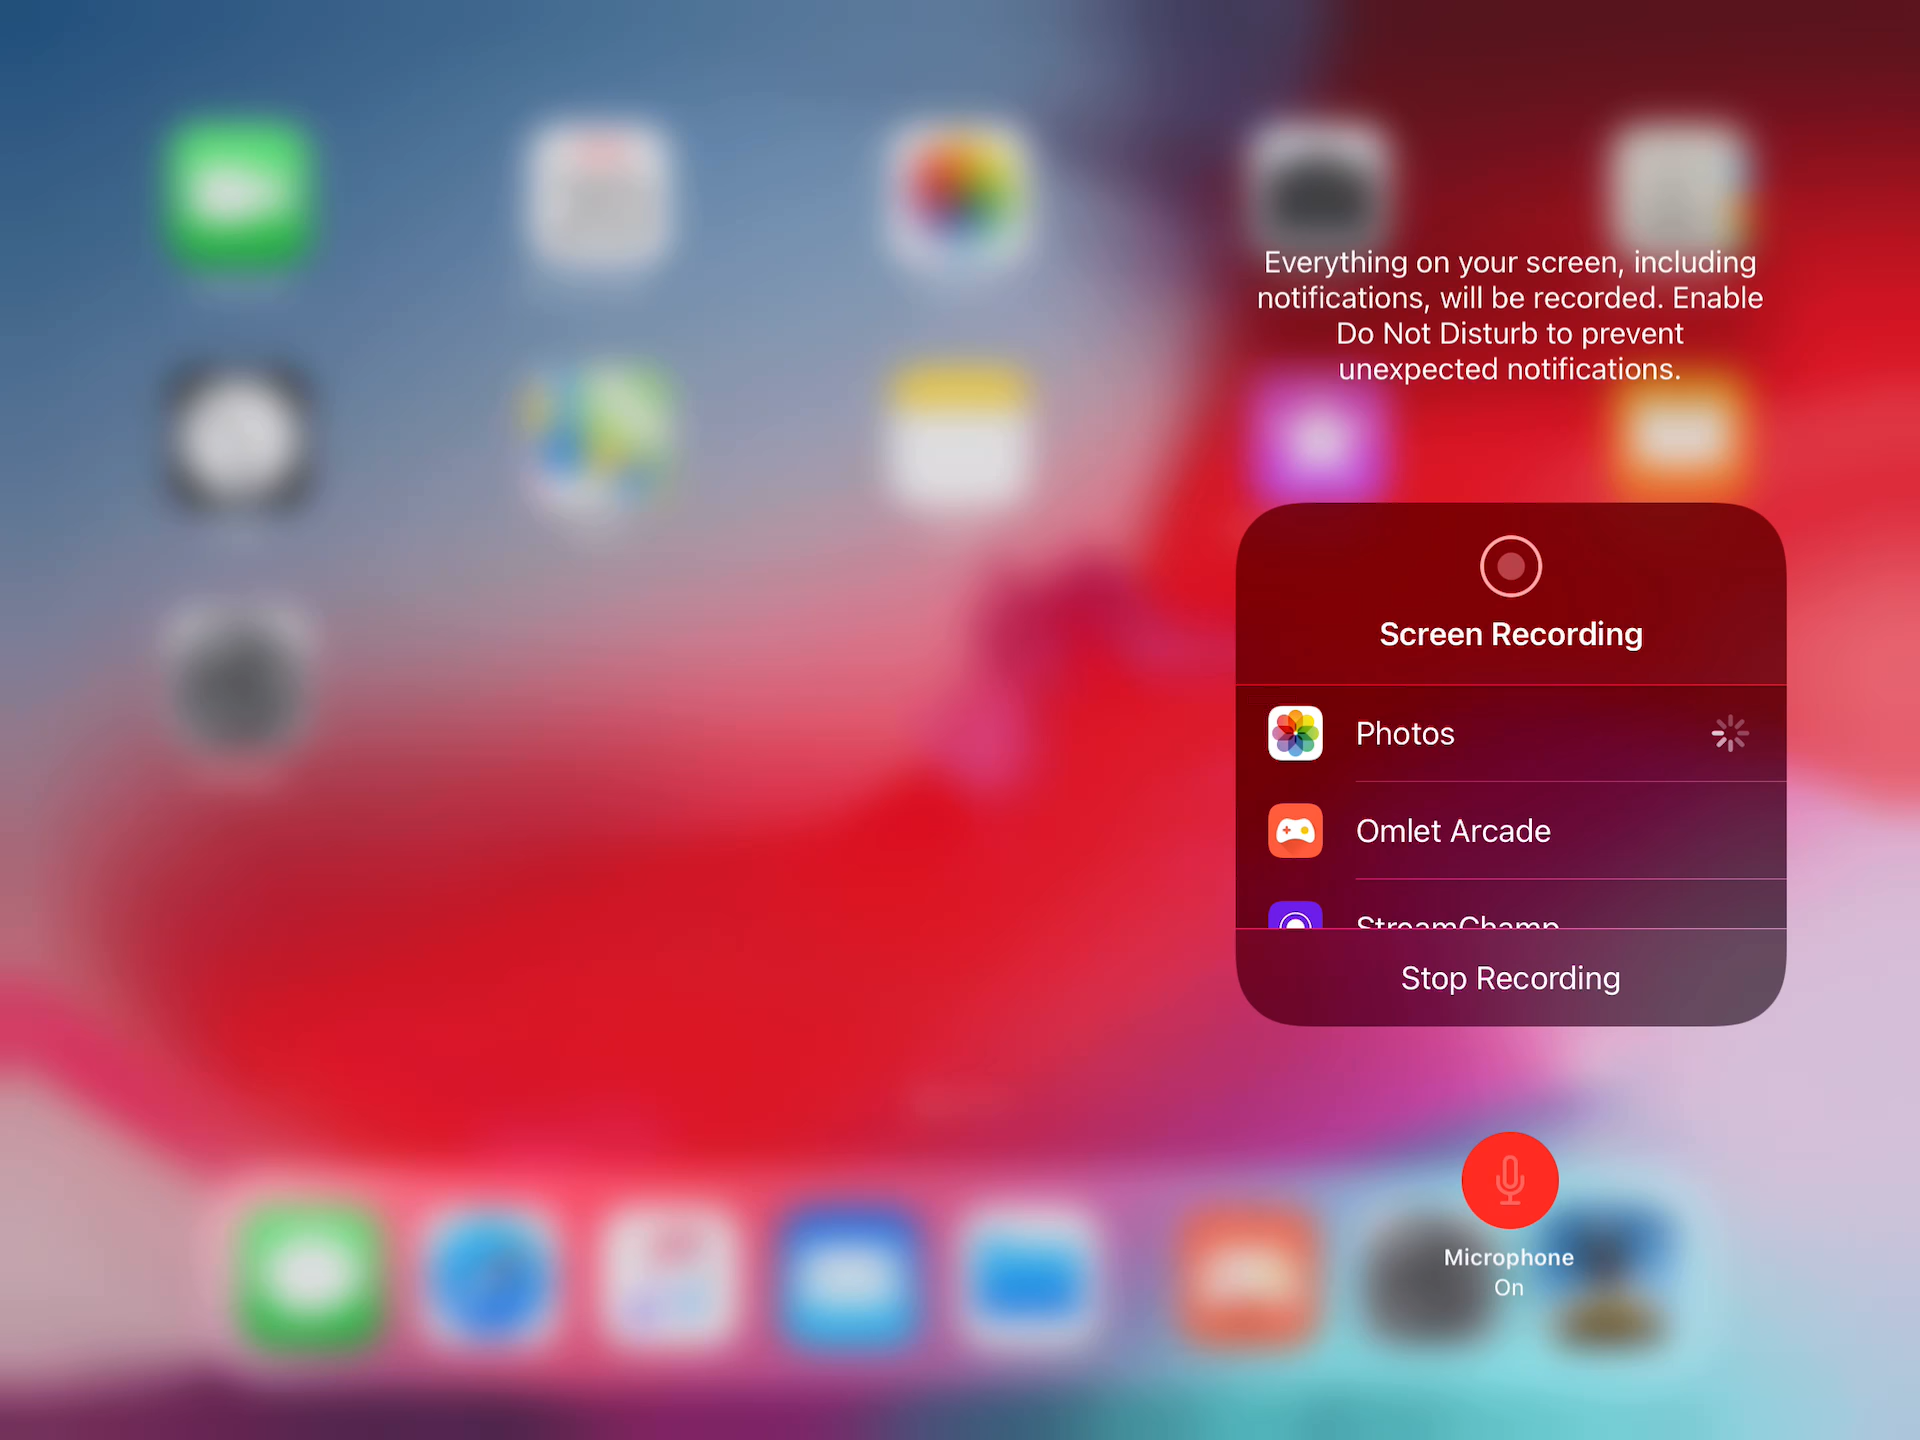 Everything on your screen, including
notifications, will be recorded. Enable
Do Not Disturb to prevent
unexpected notifications.
Screen Recording
Photos
Omlet Arcade
StreamChamp
Stop Recording
Microphone
On